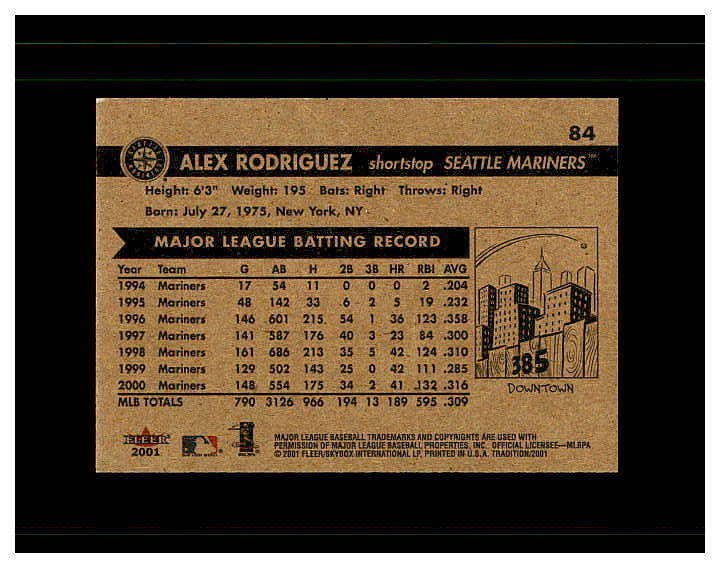 84
ALEX RODRIGUEZ shortstop SEATTLE MARINERS™
Height: 6'3" Weight: 195 Bats: Right Throws: Right
Born: July 27, 1975, New York, NY
MAJOR LEAGUE BATTING RECORD
Year Team G AB H 2B 3B HR RBI AVG
1994 Mariners 17 54 11 0 0 0 2 .204
1995 Mariners 48 142 33 6 2 5 19 .232
1996 Mariners 146 601 215 54 1 36 123 .358
1997 Mariners 141 587 176 40 3 23 84 .300
1998 Mariners 161 686 213 35 5 42 124 .310
1999 Mariners 129 502 143 25 0 42 111 .285
2000 Mariners 148 554 175 34 2 41 132 .316
MLB TOTALS 790 3126 966 194 13 189 595 .309
385
DOWNTOWN
FLEER
2001
MAJOR LEAGUE BASEBALL TRADEMARKS AND COPYRIGHTS ARE USED WITH
PERMISSION OF MAJOR LEAGUE BASEBALL PROPERTIES, INC. OFFICIAL LICENSEE—MLBPA
© 2001 FLEER/SKYBOX INTERNATIONAL LP, PRINTED IN U.S.A. TRADITION/2001